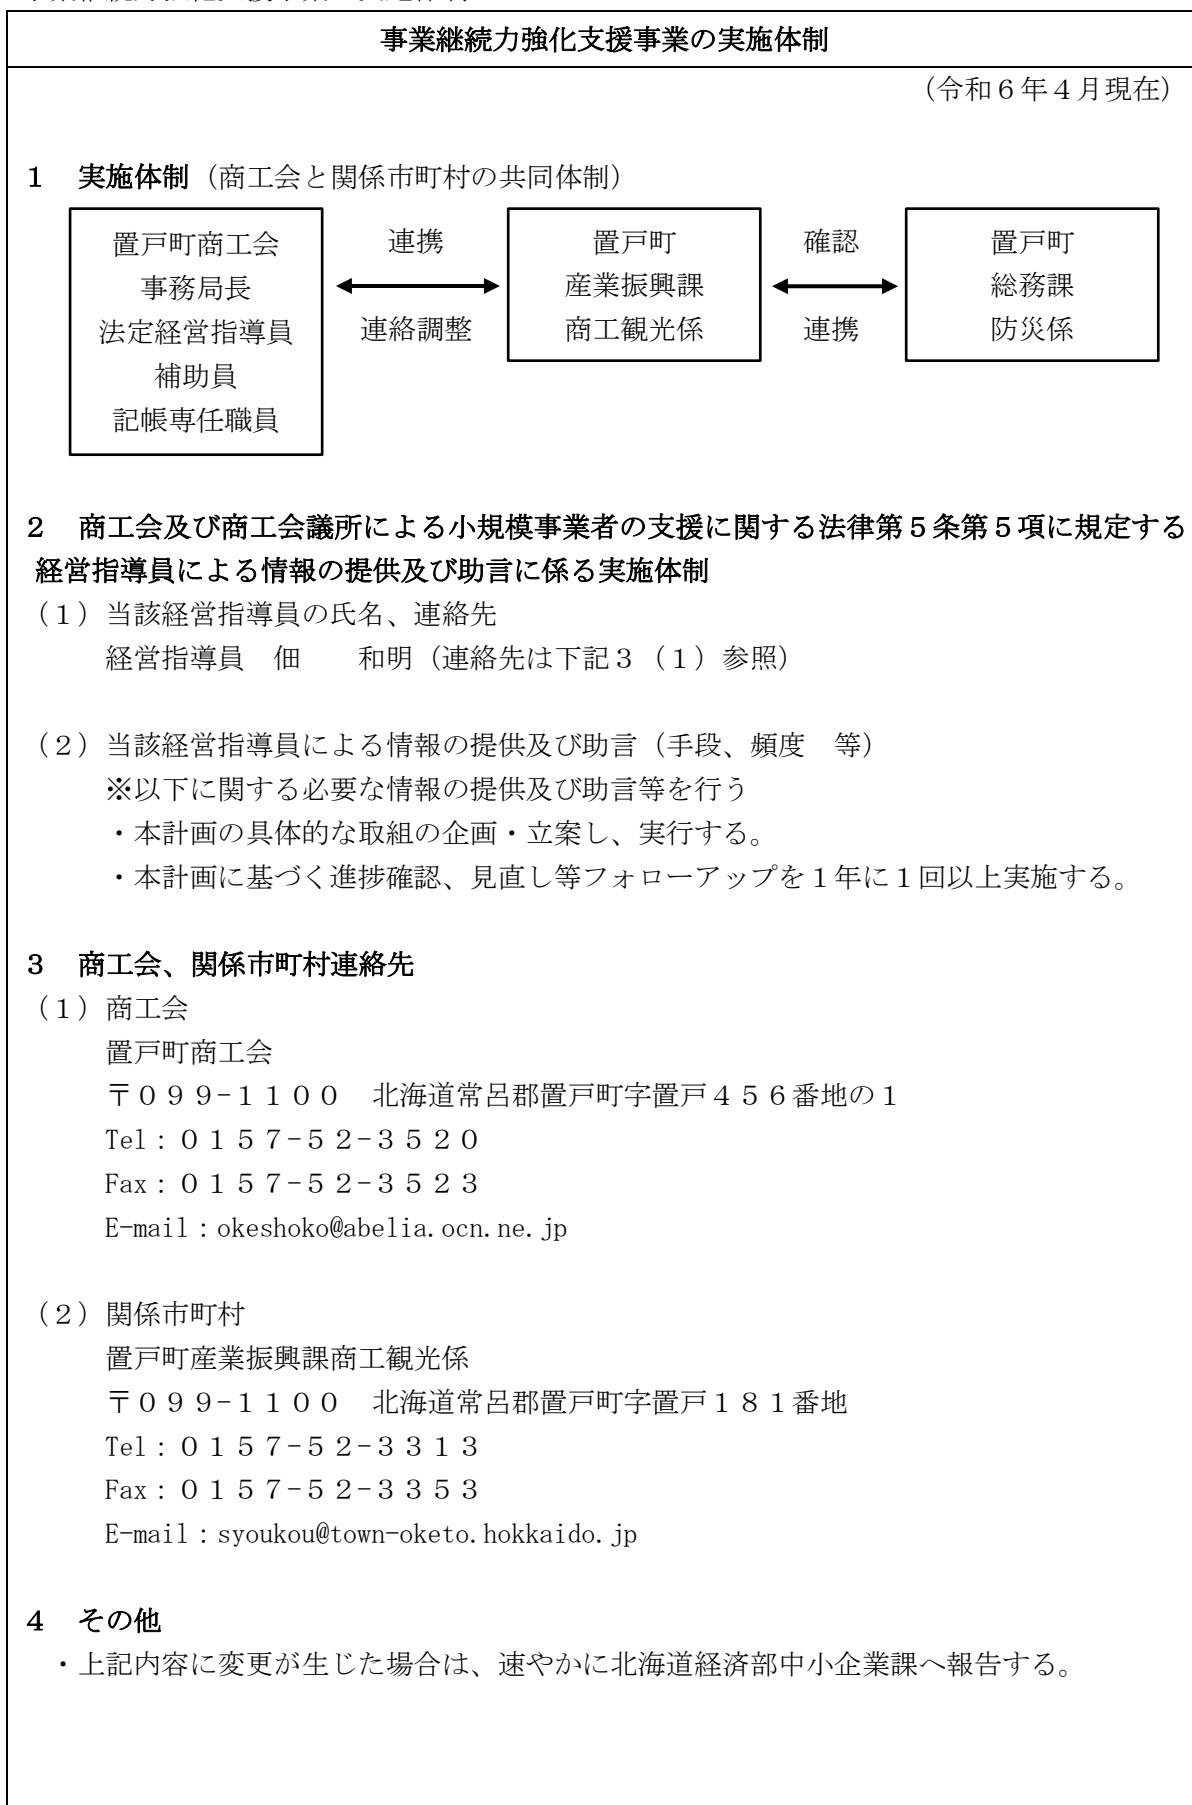 事業継続力強化支援事業の実施体制
（令和６年４月現在）
１　実施体制（商工会と関係市町村の共同体制）
置戸町商工会
事務局長
法定経営指導員
補助員
記帳専任職員
連携
連絡調整
置戸町
産業振興課
商工観光係
確認
連携
置戸町
総務課
防災係
２　商工会及び商工会議所による小規模事業者の支援に関する法律第５条第５項に規定する
経営指導員による情報の提供及び助言に係る実施体制
（１）当該経営指導員の氏名、連絡先
経営指導員　佃　　和明（連絡先は下記３（１）参照）
（２）当該経営指導員による情報の提供及び助言（手段、頻度　等）
※以下に関する必要な情報の提供及び助言等を行う
・本計画の具体的な取組の企画・立案し、実行する。
・本計画に基づく進捗確認、見直し等フォローアップを１年に１回以上実施する。
３　商工会、関係市町村連絡先
（１）商工会
置戸町商工会
〒０９９-１１００　北海道常呂郡置戸町字置戸４５６番地の１
Tel：０１５７-５２-３５２０
Fax：０１５７-５２-３５２３
E-mail：okeshoko@abelia.ocn.ne.jp
（２）関係市町村
置戸町産業振興課商工観光係
〒０９９-１１００　北海道常呂郡置戸町字置戸１８１番地
Tel：０１５７-５２-３３１３
Fax：０１５７-５２-３３５３
E-mail：syoukou@town-oketo.hokkaido.jp
４　その他
・上記内容に変更が生じた場合は、速やかに北海道経済部中小企業課へ報告する。